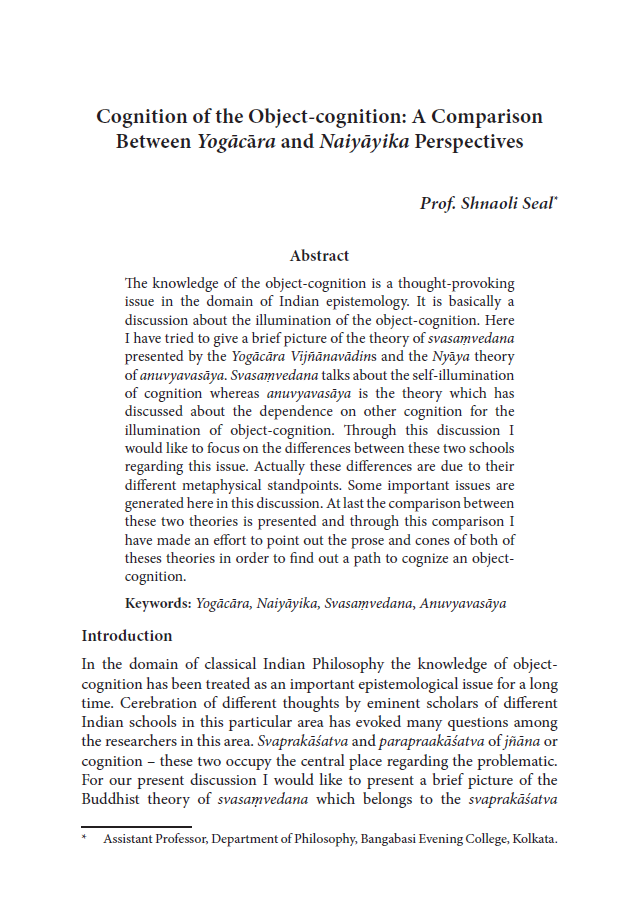 Cognition of the Object-cognition: A Comparison
Between Yogācāra and Naiyāyika Perspectives
Prof. Shnaoli Seal*
Abstract
The knowledge of the object-cognition is a thought-provoking
issue in the domain of Indian epistemology. It is basically a
discussion about the illumination of the object-cognition. Here
I have tried to give a brief picture of the theory of svasaṃvedana
presented by the Yogācāra Vijñānavādins and the Nyāya theory
of anuvyavasāya. Svasaṃvedana talks about the self-illumination
of cognition whereas anuvyavasāya is the theory which has
discussed about the dependence on other cognition for the
illumination of object-cognition. Through this discussion I
would like to focus on the differences between these two schools
regarding this issue. Actually these differences are due to their
different metaphysical standpoints. Some important issues are
generated here in this discussion. At last the comparison between
these two theories is presented and through this comparison I
have made an effort to point out the prose and cones of both of
theses theories in order to find out a path to cognize an object-
cognition.
Keywords: Yogācāra, Naiyāyika, Svasaṃvedana, Anuvyavasāya
Introduction
In the domain of classical Indian Philosophy the knowledge of object-
cognition has been treated as an important epistemological issue for a long
time. Cerebration of different thoughts by eminent scholars of different
Indian schools in this particular area has evoked many questions among
the researchers in this area. Svaprakāśatva and parapraakāśatva of jñāna or
cognition – these two occupy the central place regarding the problematic.
For our present discussion I would like to present a brief picture of the
Buddhist theory of svasaṃvedana which belongs to the svaprakāśatva
* Assistant Professor, Department of Philosophy, Bangabasi Evening College, Kolkata.